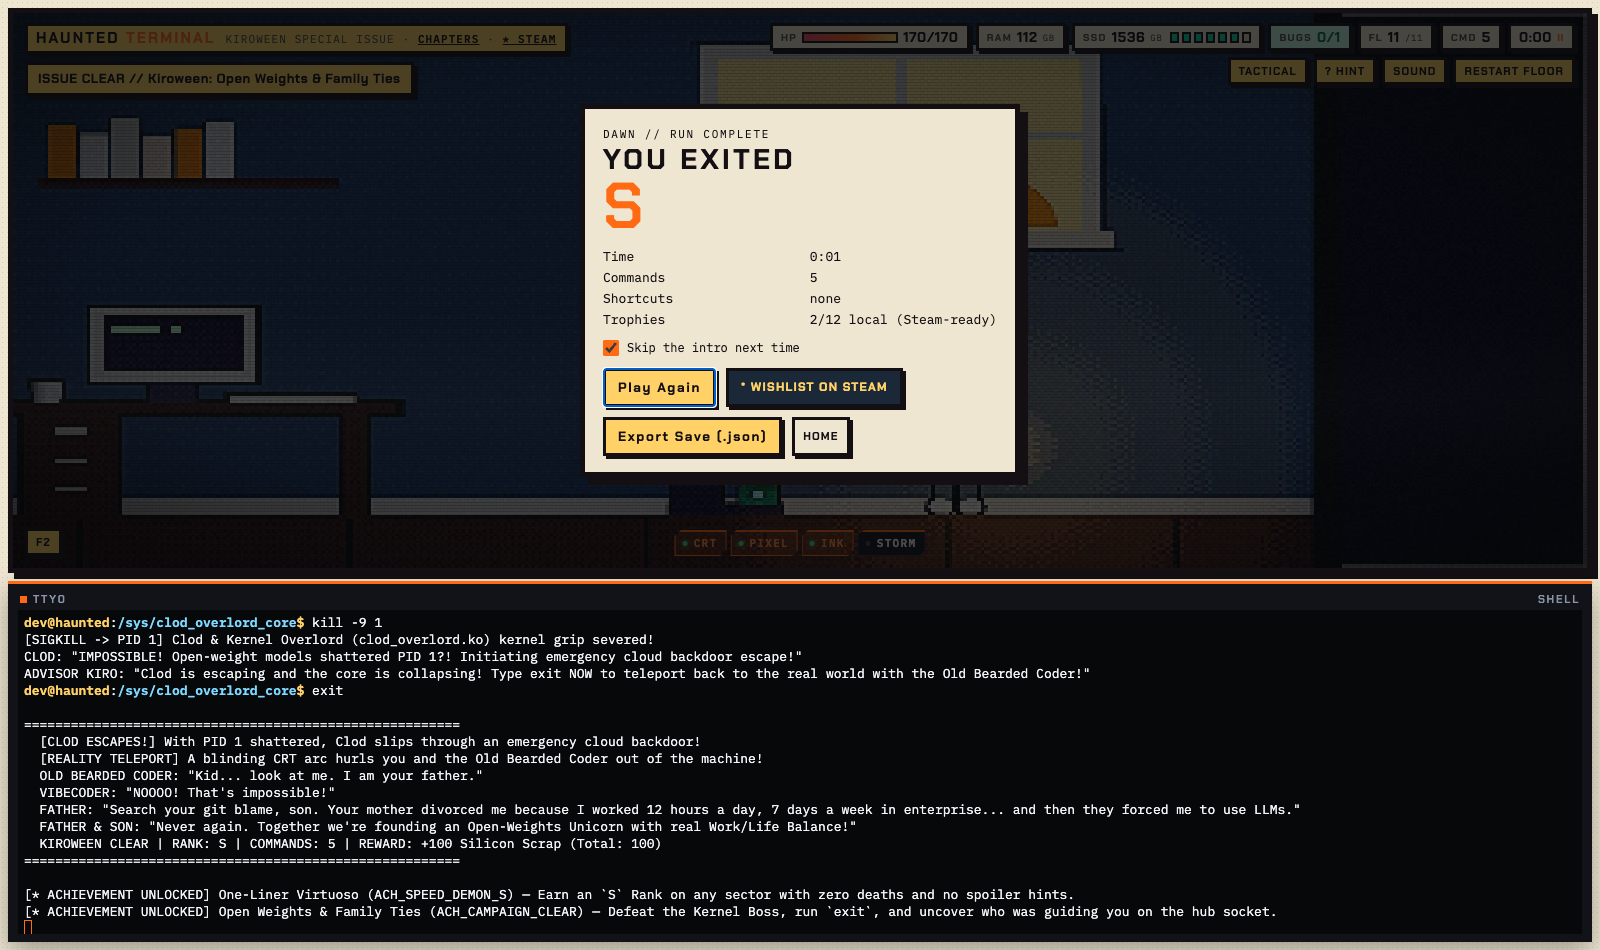 HAUNTED TERMINAL KIROWEEN SPECIAL ISSUE · CHAPTERS · ★ STEAM
HP 170/170 RAM 112 GB SSD 1536 GB BUGS 0/1 FL 11 /11 CMD 5 0:00 II
ISSUE CLEAR // Kiroween: Open Weights & Family Ties
TACTICAL ? HINT SOUND RESTART FLOOR
DAWN // RUN COMPLETE
YOU EXITED
S
Time 0:01
Commands 5
Shortcuts none
Trophies 2/12 local (Steam-ready)
Skip the intro next time
Play Again * WISHLIST ON STEAM
Export Save (.json) HOME
F2 CRT PIXEL INK STORM
TTY0 SHELL
dev@haunted:/sys/clod_overlord_core$ kill -9 1
[SIGKILL -> PID 1] Clod & Kernel Overlord (clod_overlord.ko) kernel grip severed!
CLOD: "IMPOSSIBLE! Open-weight models shattered PID 1?! Initiating emergency cloud backdoor escape!"
ADVISOR KIRO: "Clod is escaping and the core is collapsing! Type exit NOW to teleport back to the real world with the Old Bearded Coder!"
dev@haunted:/sys/clod_overlord_core$ exit
========================================================
[CLOD ESCAPES!] With PID 1 shattered, Clod slips through an emergency cloud backdoor!
[REALITY TELEPORT] A blinding CRT arc hurls you and the Old Bearded Coder out of the machine!
OLD BEARDED CODER: "Kid... look at me. I am your father."
VIBECODER: "NOOOO! That's impossible!"
FATHER: "Search your git blame, son. Your mother divorced me because I worked 12 hours a day, 7 days a week in enterprise... and then they forced me to use LLMs."
FATHER & SON: "Never again. Together we're founding an Open-Weights Unicorn with real Work/Life Balance!"
KIROWEEN CLEAR | RANK: S | COMMANDS: 5 | REWARD: +100 Silicon Scrap (Total: 100)
========================================================
[* ACHIEVEMENT UNLOCKED] One-Liner Virtuoso (ACH_SPEED_DEMON_S) — Earn an `S` Rank on any sector with zero deaths and no spoiler hints.
[* ACHIEVEMENT UNLOCKED] Open Weights & Family Ties (ACH_CAMPAIGN_CLEAR) — Defeat the Kernel Boss, run `exit`, and uncover who was guiding you on the hub socket.